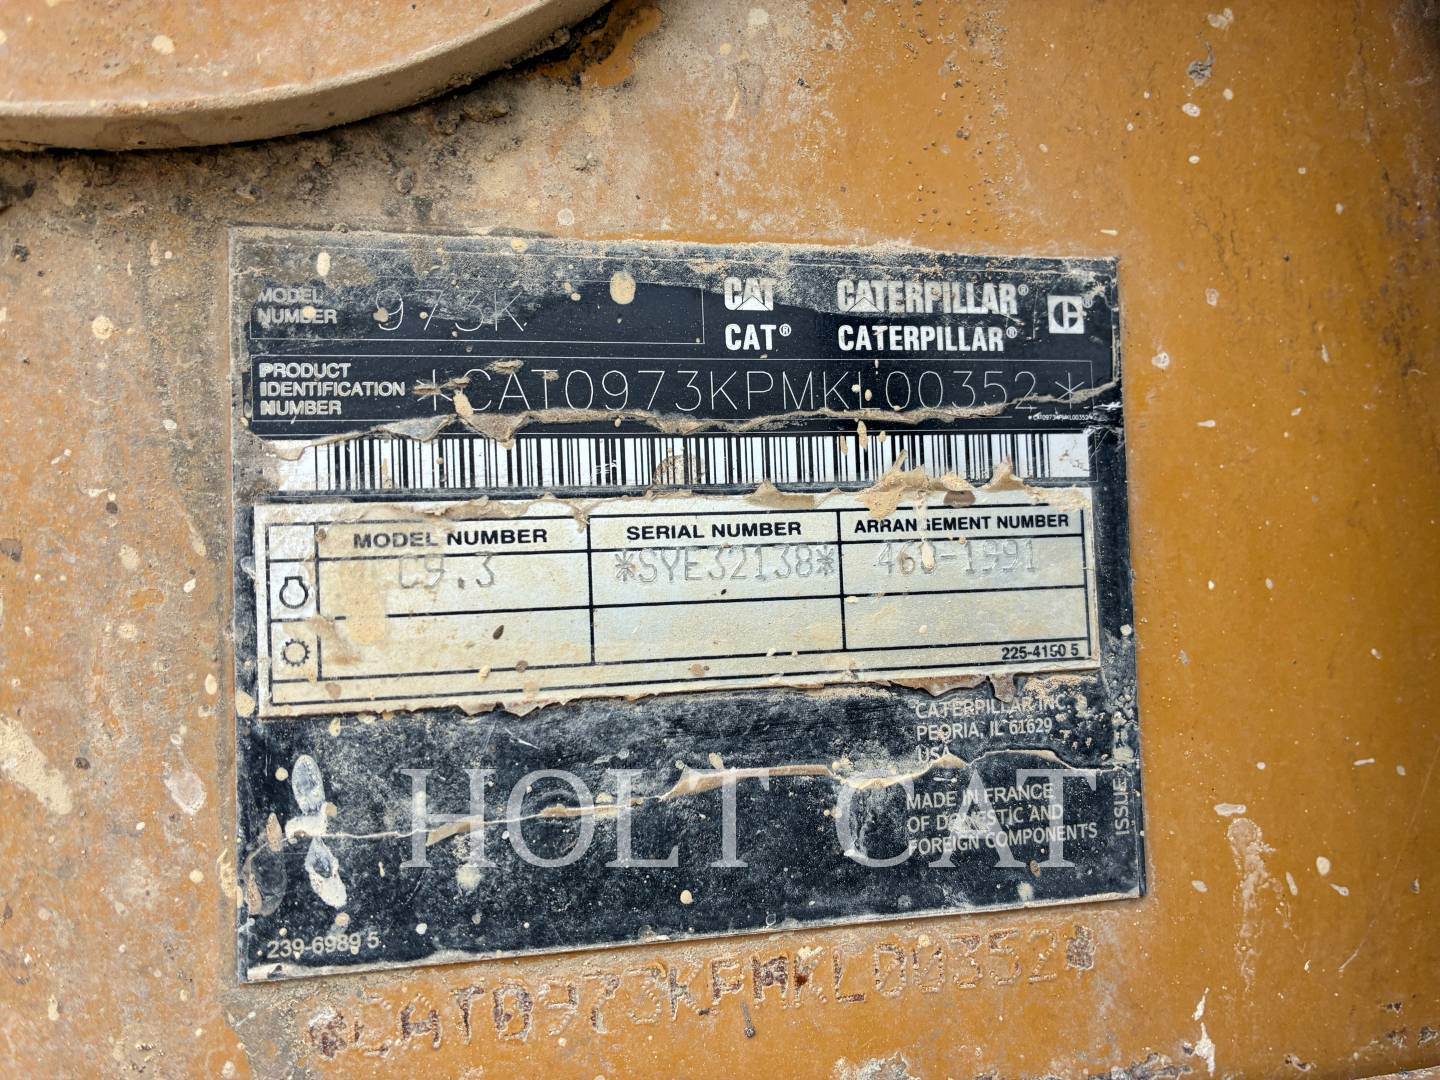 MODEL NUMBER 973K
CAT CATERPILLAR®
CAT® CATERPILLAR®
PRODUCT IDENTIFICATION NUMBER *CAT0973KPMKL00352*
*CAT0973KPMKL00352*
MODEL NUMBER SERIAL NUMBER ARRANGEMENT NUMBER
C9.3 *SYE32138* 460-1991
225-4150 5
CATERPILLAR INC.
PEORIA, IL 61629
USA
MADE IN FRANCE
OF DOMESTIC AND
FOREIGN COMPONENTS
ISSUE
HOLT CAT
239-6989 5
*CAT0973KPMKL00352*